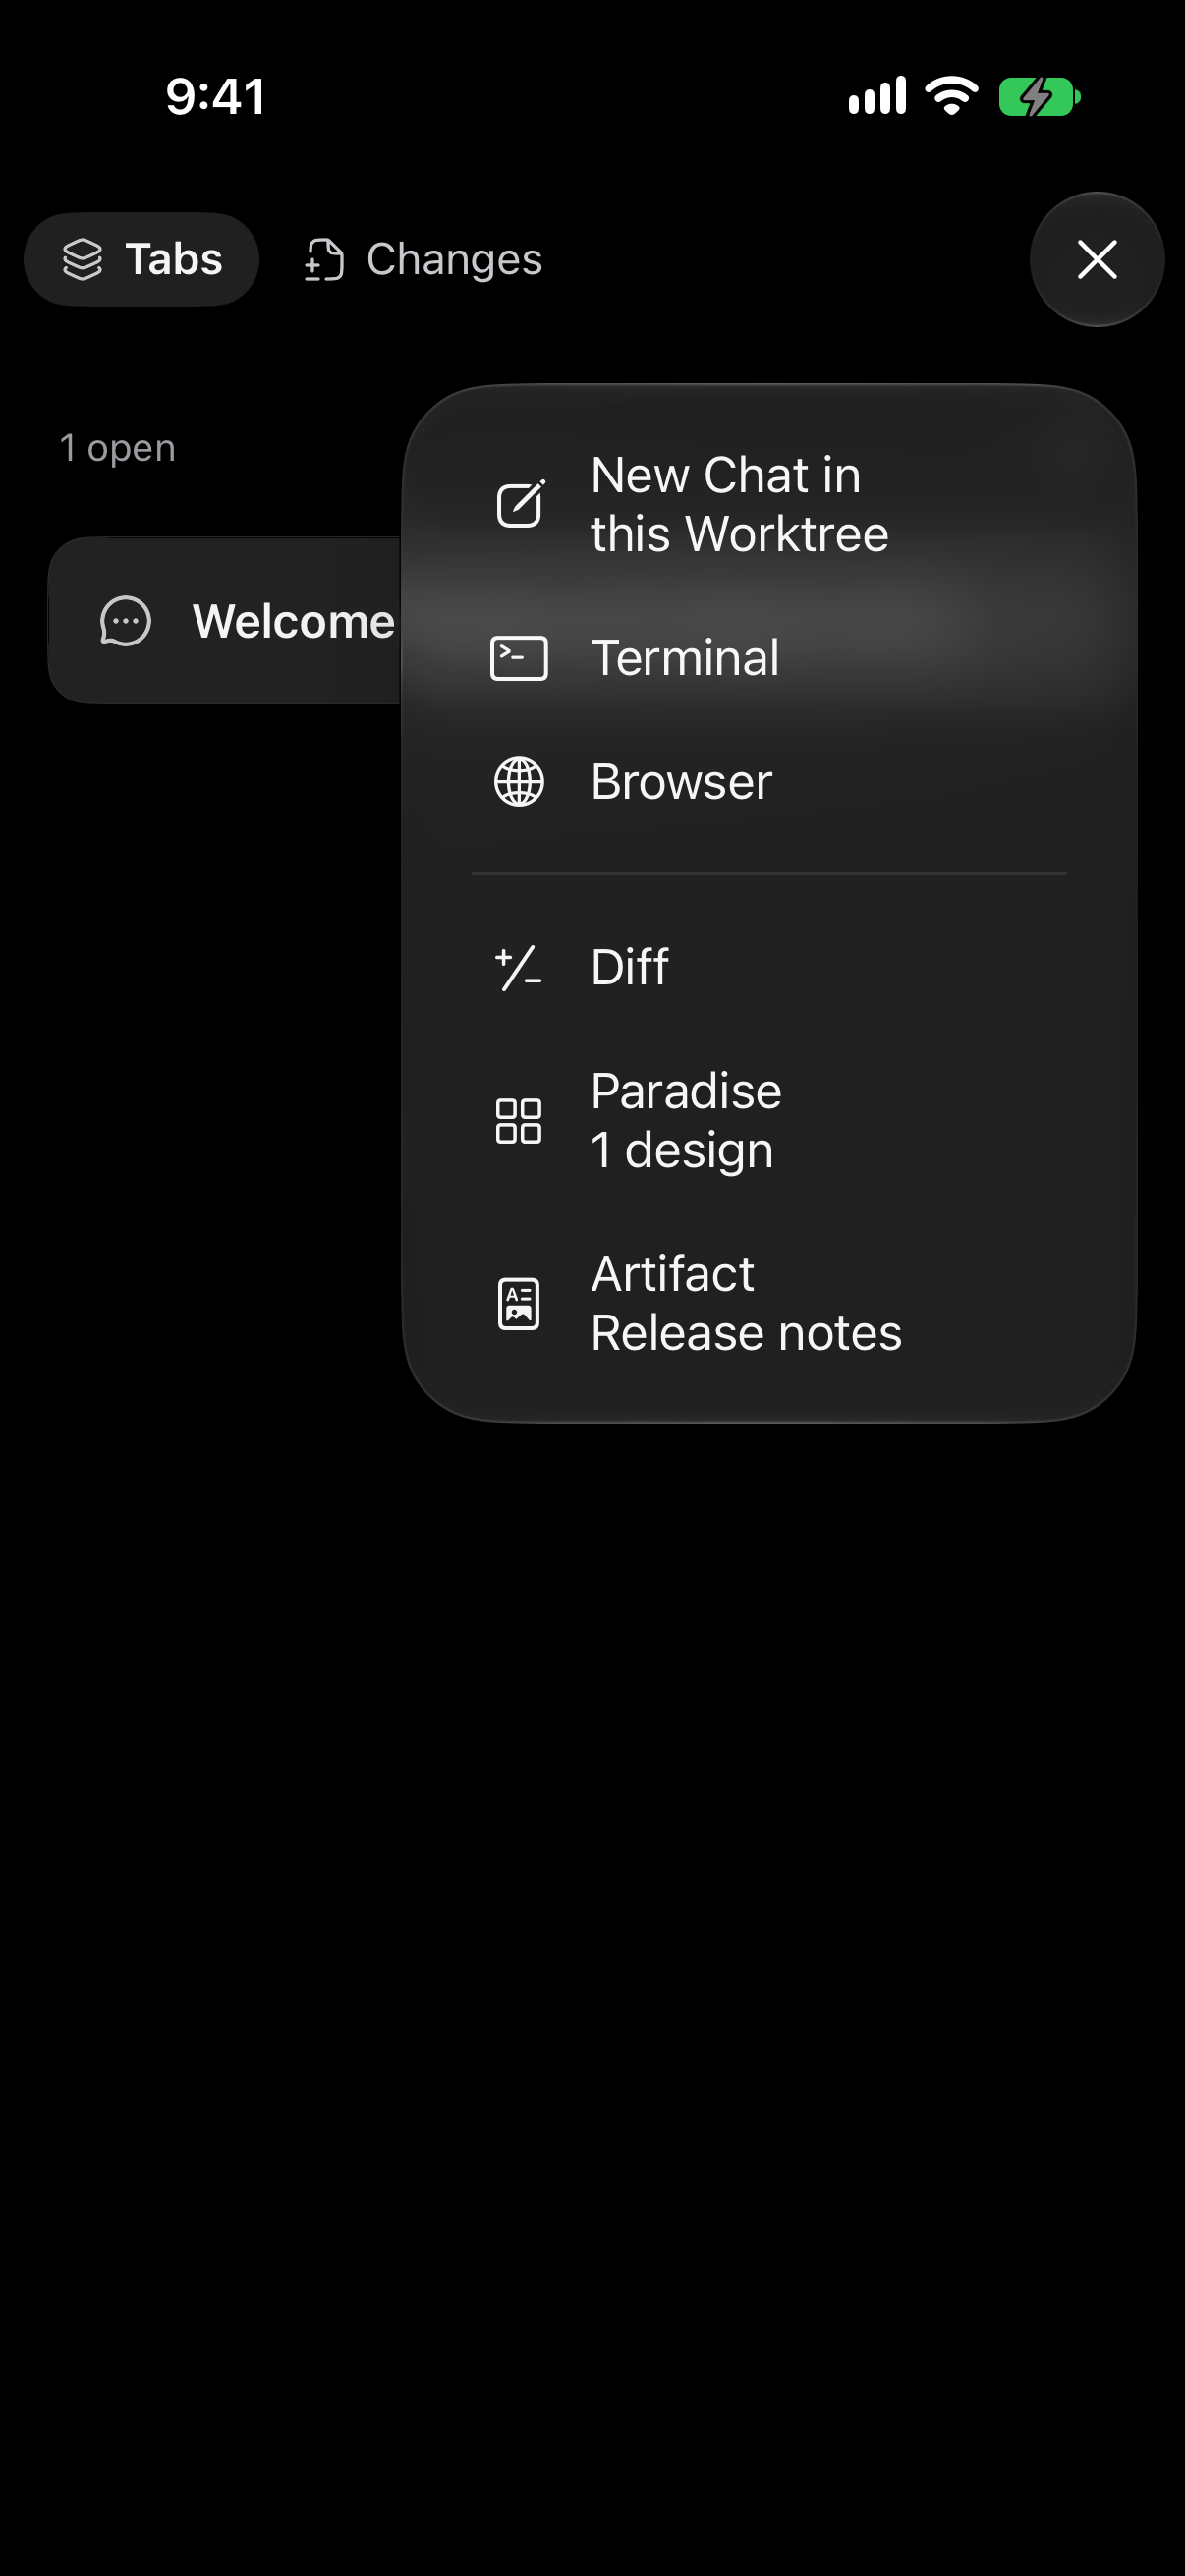 9:41
Tabs
Changes
1 open
Welcome
New Chat in
this Worktree
Terminal
Browser
Diff
Paradise
1 design
Artifact
Release notes